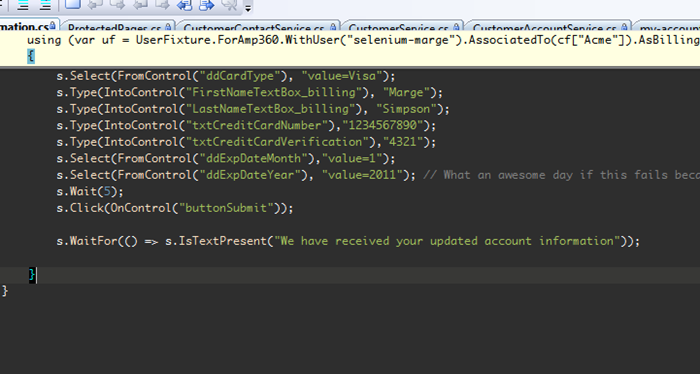 mation.cs ProtectedPages.cs CustomerContactService.cs CustomerService.cs CustomerAccountService.cs my-accoun
using (var uf = UserFixture.ForAmp360.WithUser("selenium-marge").AssociatedTo(cf["Acme"]).AsBilling
{
s.Select(FromControl("ddCardType"), "value=Visa");
s.Type(IntoControl("FirstNameTextBox_billing"), "Marge");
s.Type(IntoControl("LastNameTextBox_billing"), "Simpson");
s.Type(IntoControl("txtCreditCardNumber"),"1234567890");
s.Type(IntoControl("txtCreditCardVerification"),"4321");
s.Select(FromControl("ddExpDateMonth"),"value=1");
s.Select(FromControl("ddExpDateYear"), "value=2011"); // What an awesome day if this fails beca
s.Wait(5);
s.Click(OnControl("buttonSubmit"));
s.WaitFor(() => s.IsTextPresent("We have received your updated account information"));
}
}